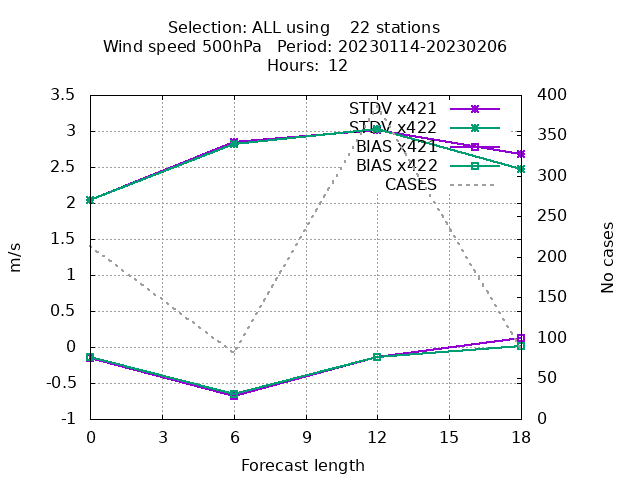 Selection: ALL using    22 stations
Wind speed 500hPa   Period: 20230114-20230206
Hours:  12
STDV x421
STDV x422
BIAS x421
BIAS x422
CASES
3.5
3
2.5
2
1.5
1
0.5
0
-0.5
-1
m/s
400
350
300
250
200
150
100
50
0
No cases
0 3 6 9 12 15 18
Forecast length